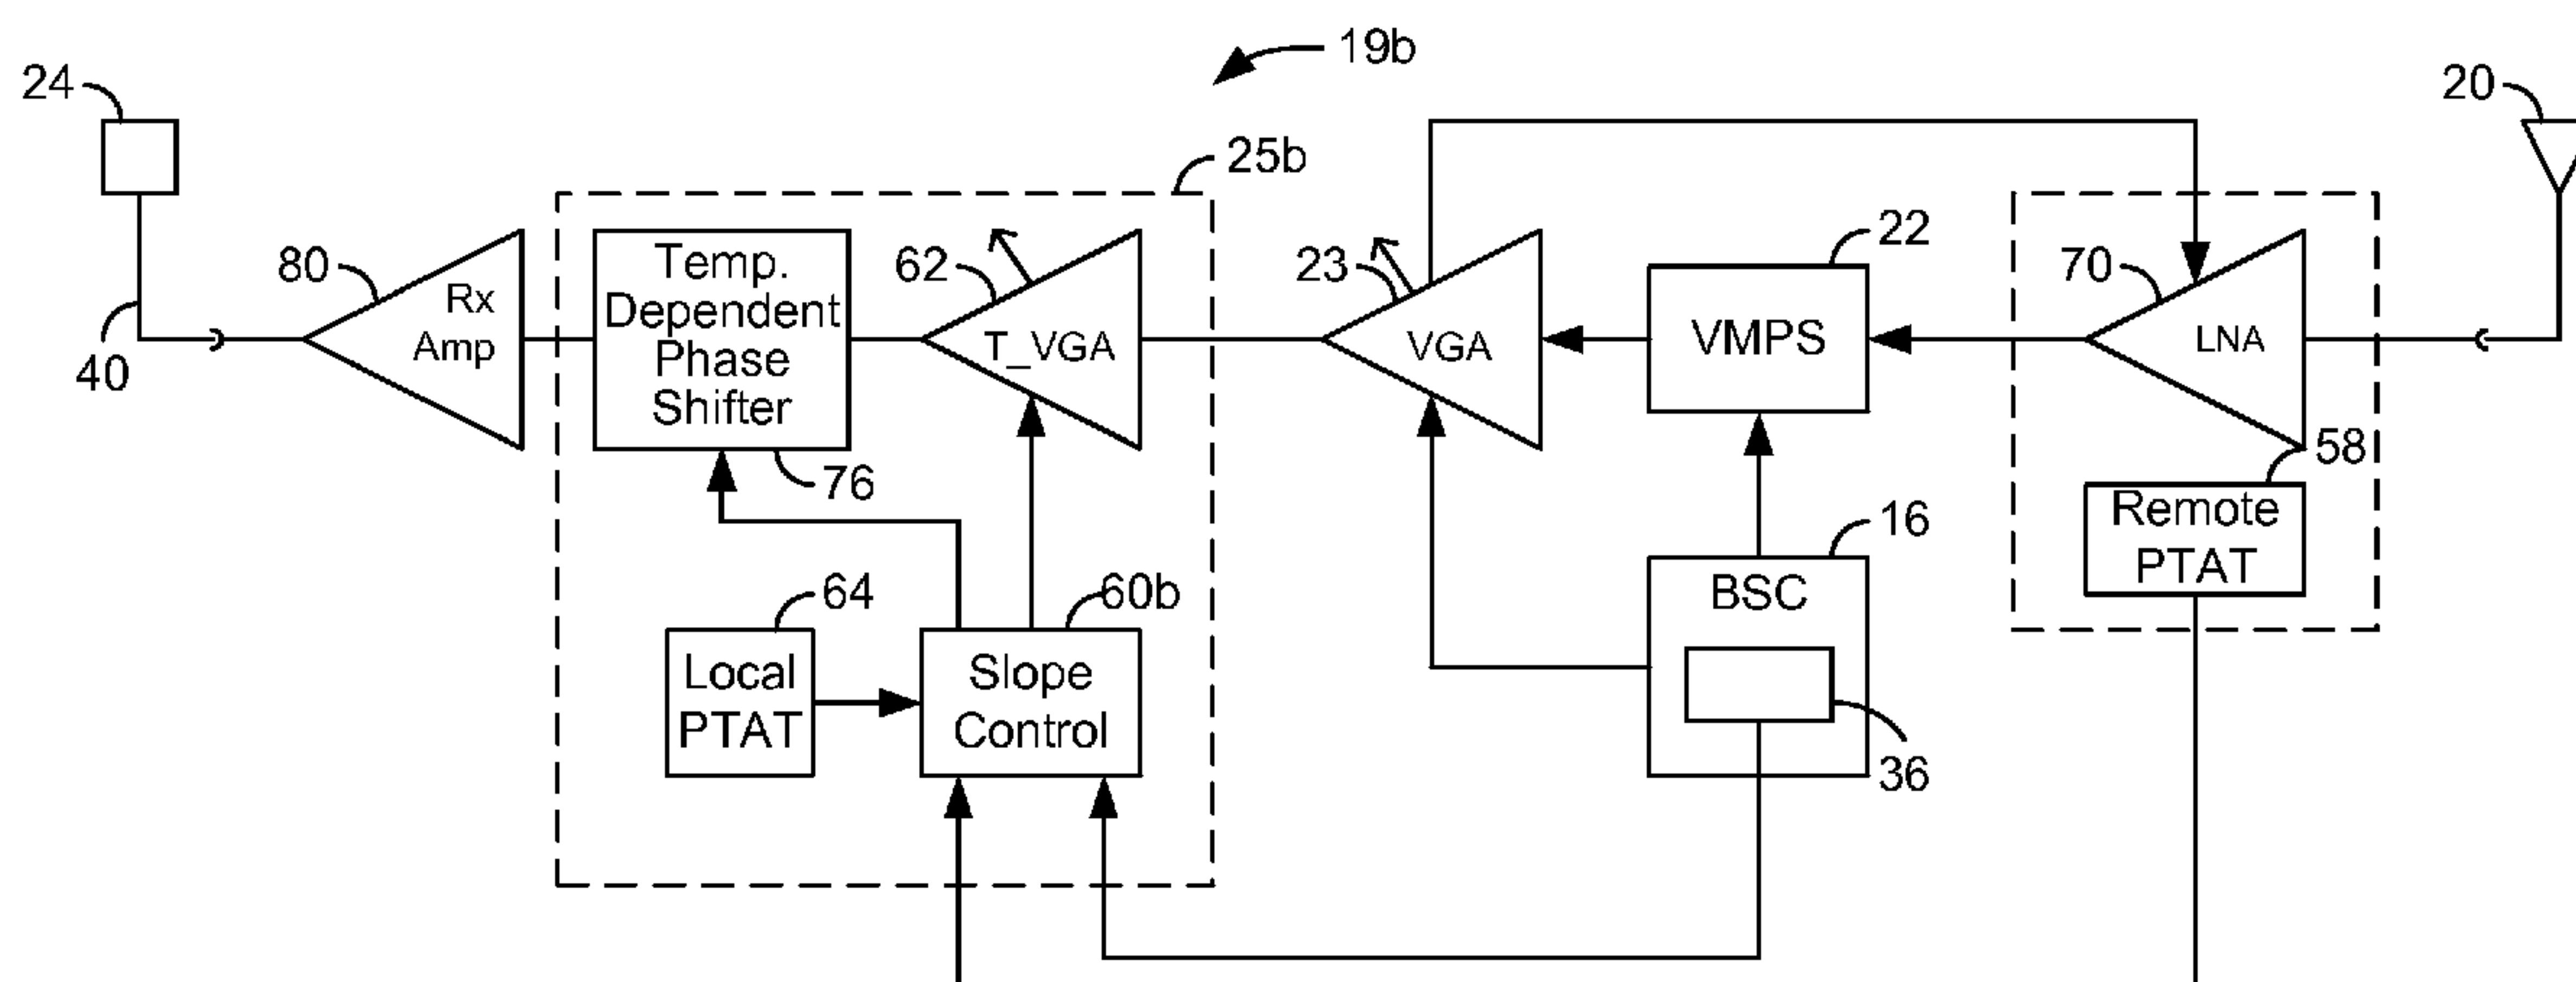 19b
24
20
25b
80
Rx
Amp
Temp.
Dependent
Phase
Shifter
62
T_VGA
23
VGA
22
VMPS
70
LNA
40
76
58
Remote
PTAT
16
BSC
64
60b
Local
PTAT
Slope
Control
36